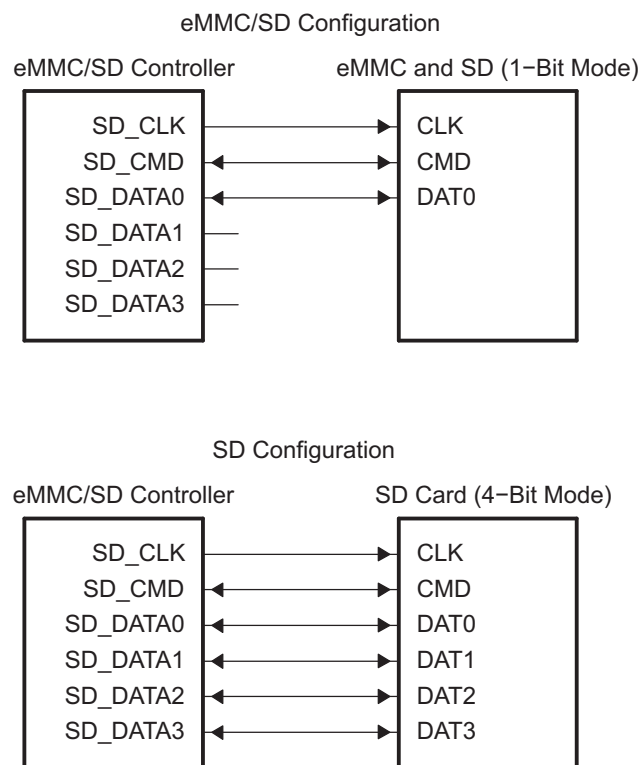 eMMC/SD Configuration
eMMC/SD Controller eMMC and SD (1−Bit Mode)
SD_CLK CLK
SD_CMD CMD
SD_DATA0 DAT0
SD_DATA1
SD_DATA2
SD_DATA3
SD Configuration
eMMC/SD Controller SD Card (4−Bit Mode)
SD_CLK CLK
SD_CMD CMD
SD_DATA0 DAT0
SD_DATA1 DAT1
SD_DATA2 DAT2
SD_DATA3 DAT3